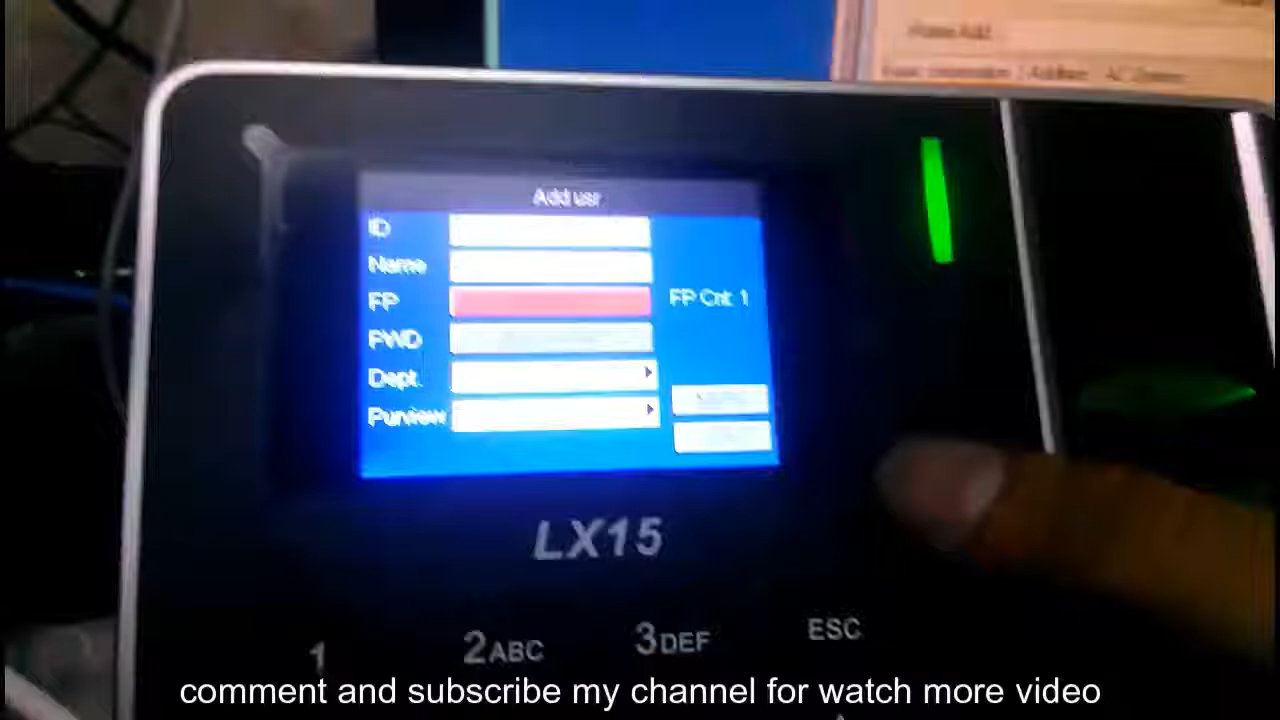 Add usr
ID
Name
FP
FP Cnt: 1
PWD
Dept.
Purview
LX15
1
2ABC
3DEF
ESC
comment and subscribe my channel for watch more video